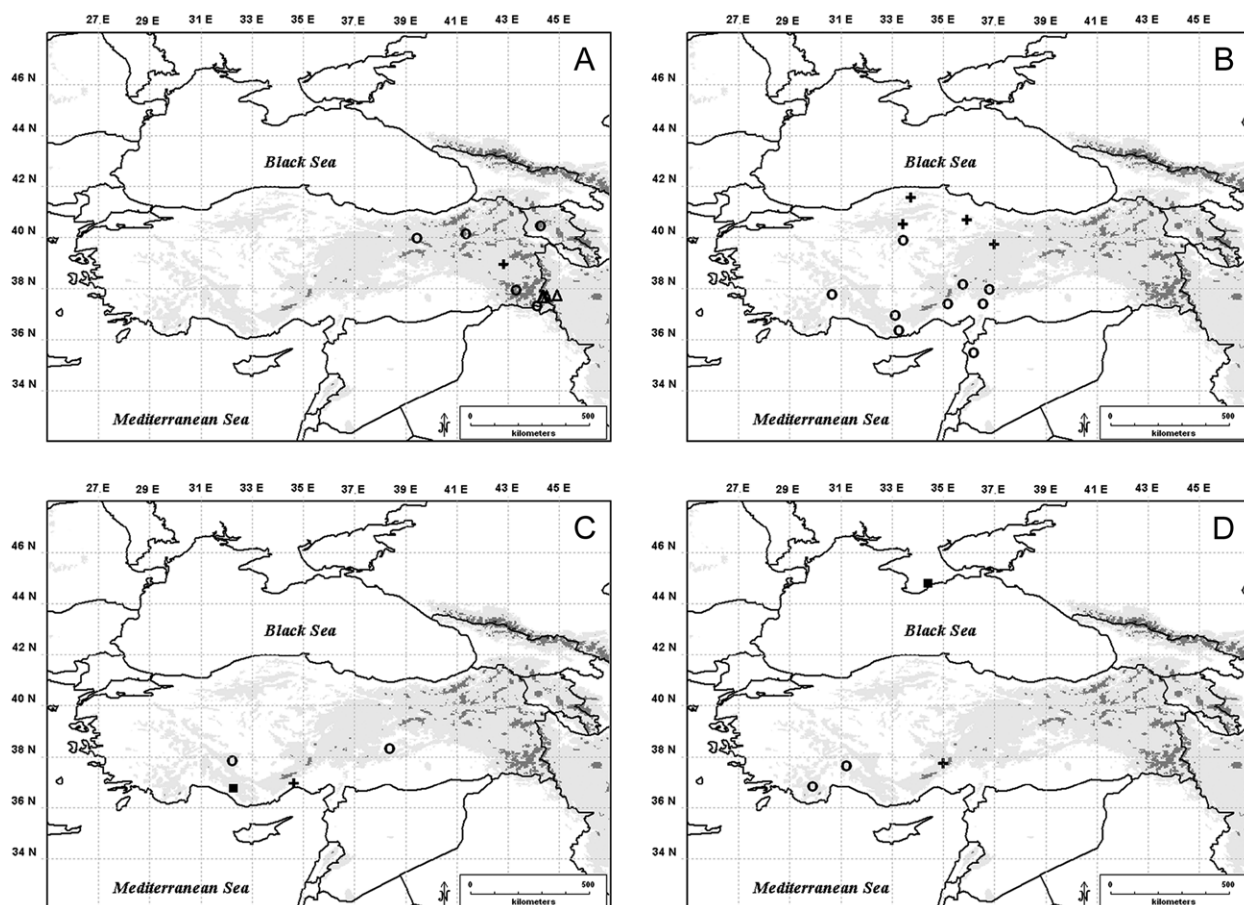 27 E 29 E 31 E 33 E 35 E 37 E 39 E 41 E 43 E 45 E
A
46 N
44 N
Black Sea
42 N
40 N
38 N
36 N
34 N
Mediterranean Sea
N
0 500
kilometers
27 E 29 E 31 E 33 E 35 E 37 E 39 E 41 E 43 E 45 E
B
46 N
44 N
Black Sea
42 N
40 N
38 N
36 N
34 N
Mediterranean Sea
N
0 500
kilometers
27 E 29 E 31 E 33 E 35 E 37 E 39 E 41 E 43 E 45 E
C
46 N
44 N
Black Sea
42 N
40 N
38 N
36 N
34 N
Mediterranean Sea
N
0 500
kilometers
27 E 29 E 31 E 33 E 35 E 37 E 39 E 41 E 43 E 45 E
D
46 N
44 N
Black Sea
42 N
40 N
38 N
36 N
34 N
Mediterranean Sea
N
0 500
kilometers